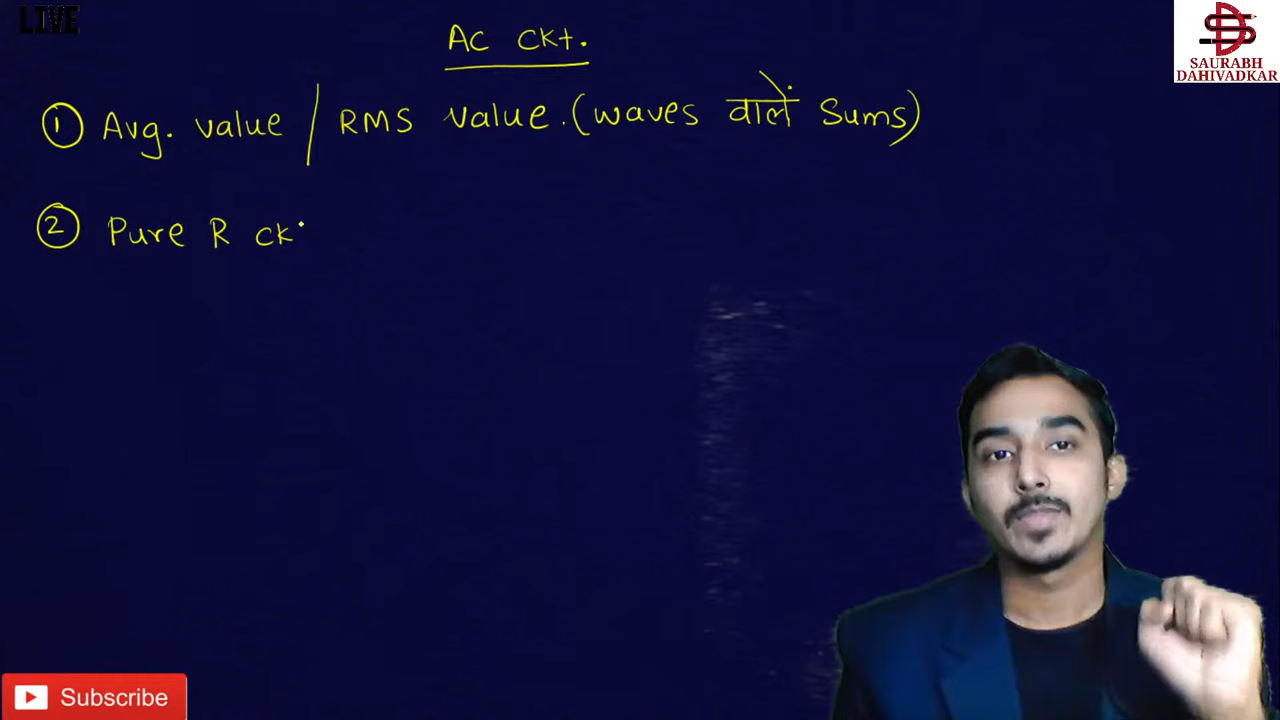 LIVE
AC CKt.
SAURABH
DAHIVADKAR
① Avg. value / RMS value. (waves वाले Sums)
② Pure R ck
Subscribe